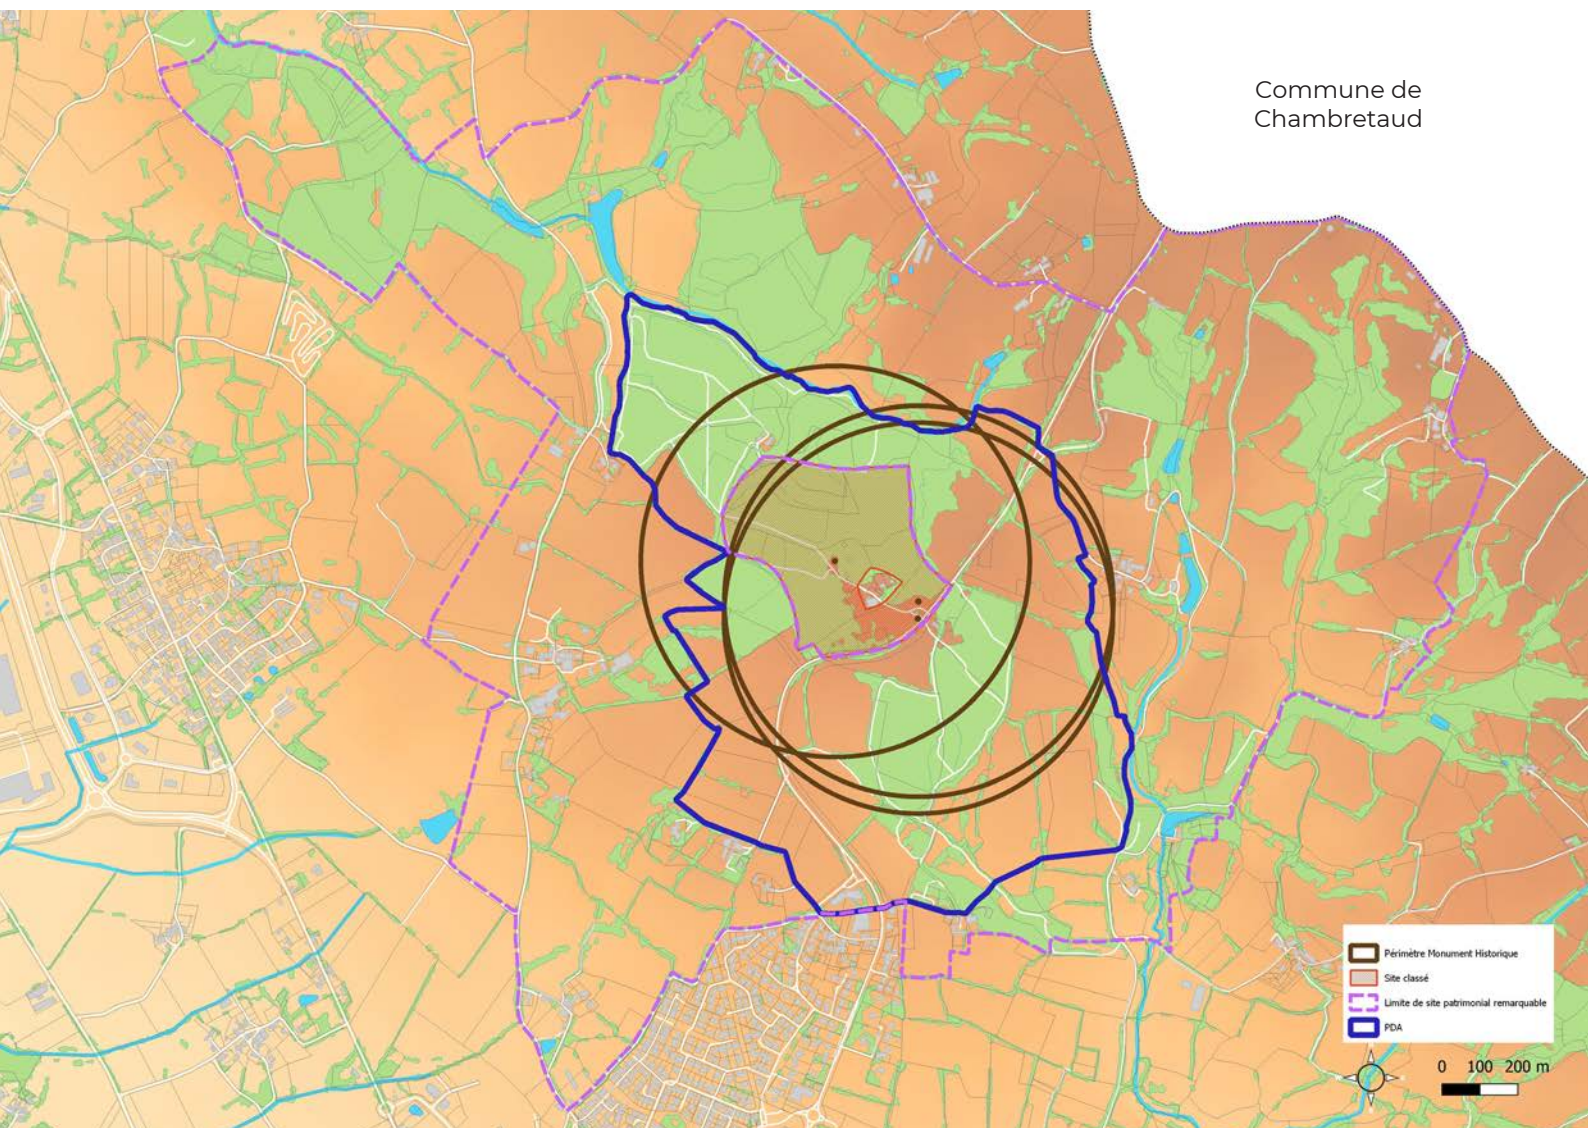 Commune de
Chambretaud
Périmètre Monument Historique
Site classé
Limite de site patrimonial remarquable
PDA
0 100 200 m